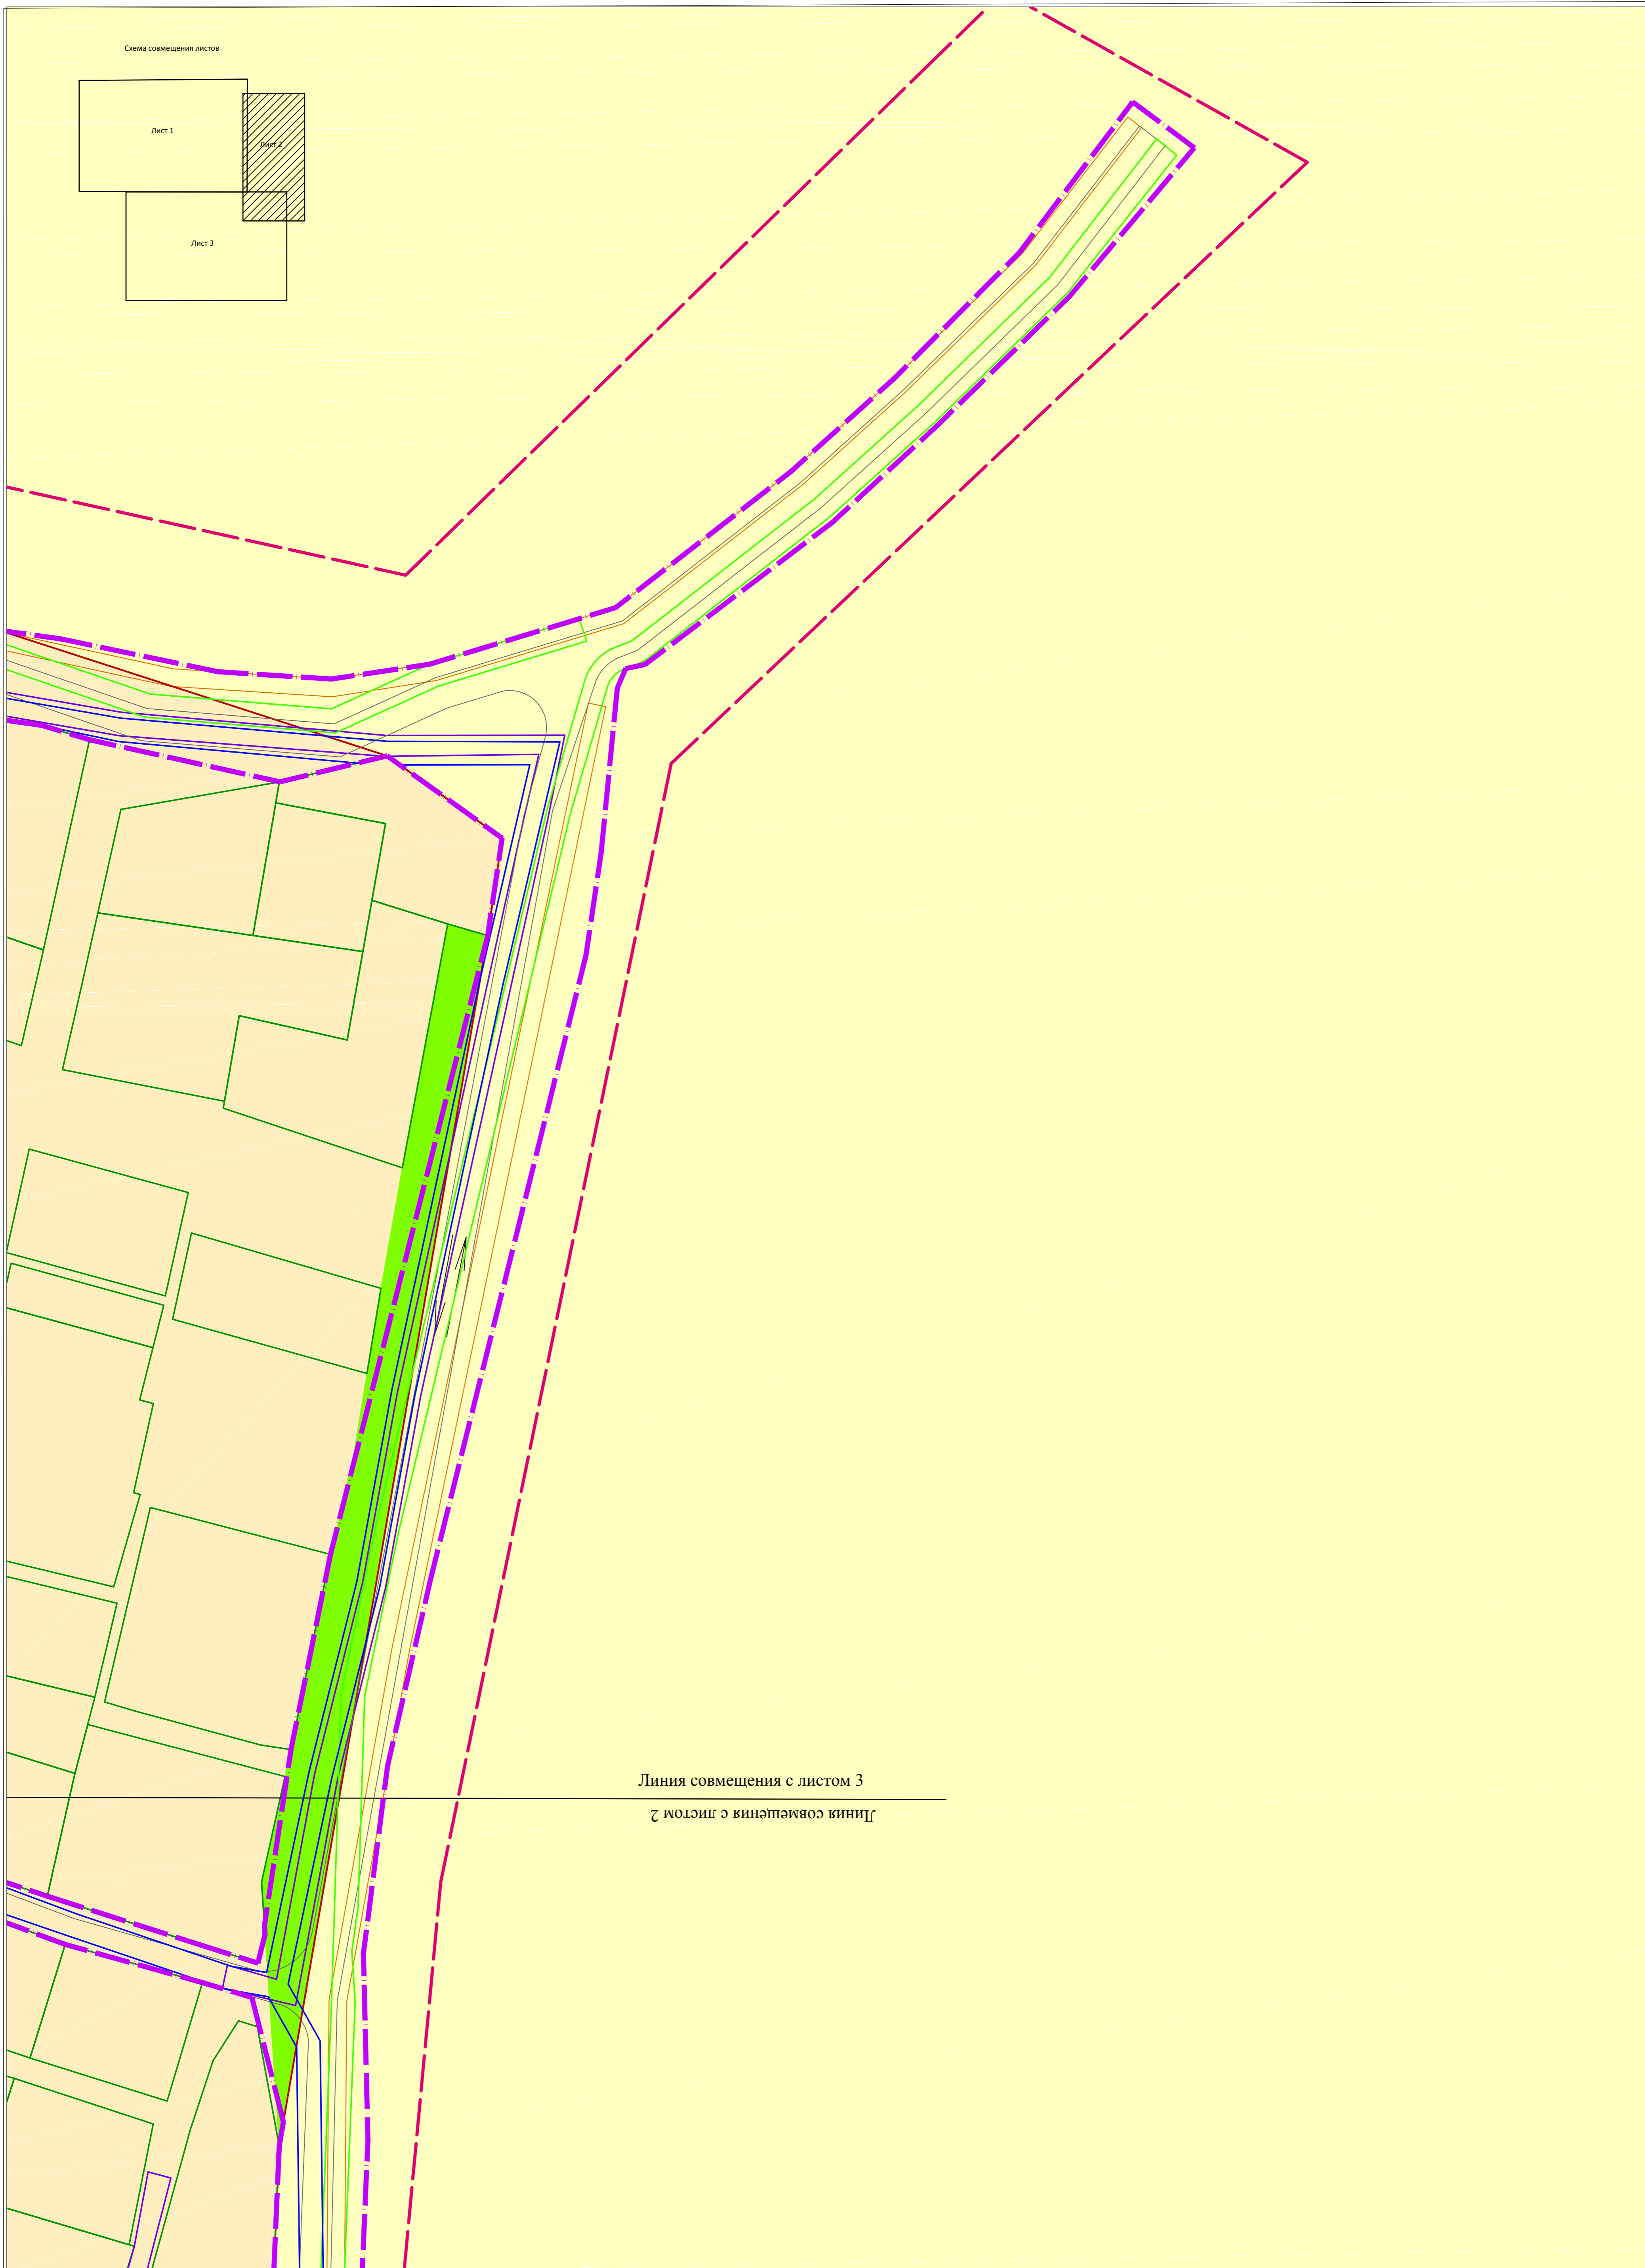 Схема совмещения листов
Лист 1
Лист 2
Лист 3
Линия совмещения с листом 3
Линия совмещения с листом 2